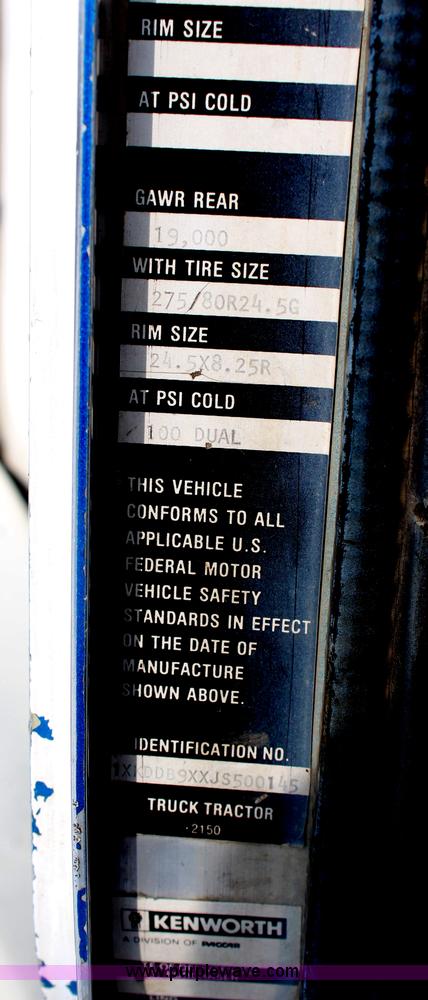 RIM SIZE
AT PSI COLD
GAWR REAR
19,000
WITH TIRE SIZE
275/80R24.5G
RIM SIZE
24.5X8.25R
AT PSI COLD
100 DUAL
THIS VEHICLE
CONFORMS TO ALL
APPLICABLE U.S.
FEDERAL MOTOR
VEHICLE SAFETY
STANDARDS IN EFFECT
ON THE DATE OF
MANUFACTURE
SHOWN ABOVE.
IDENTIFICATION NO.
1XKDDB9XXJS500145
TRUCK TRACTOR
·2150
KENWORTH
A DIVISION OF PACCAR
www.purplewave.com